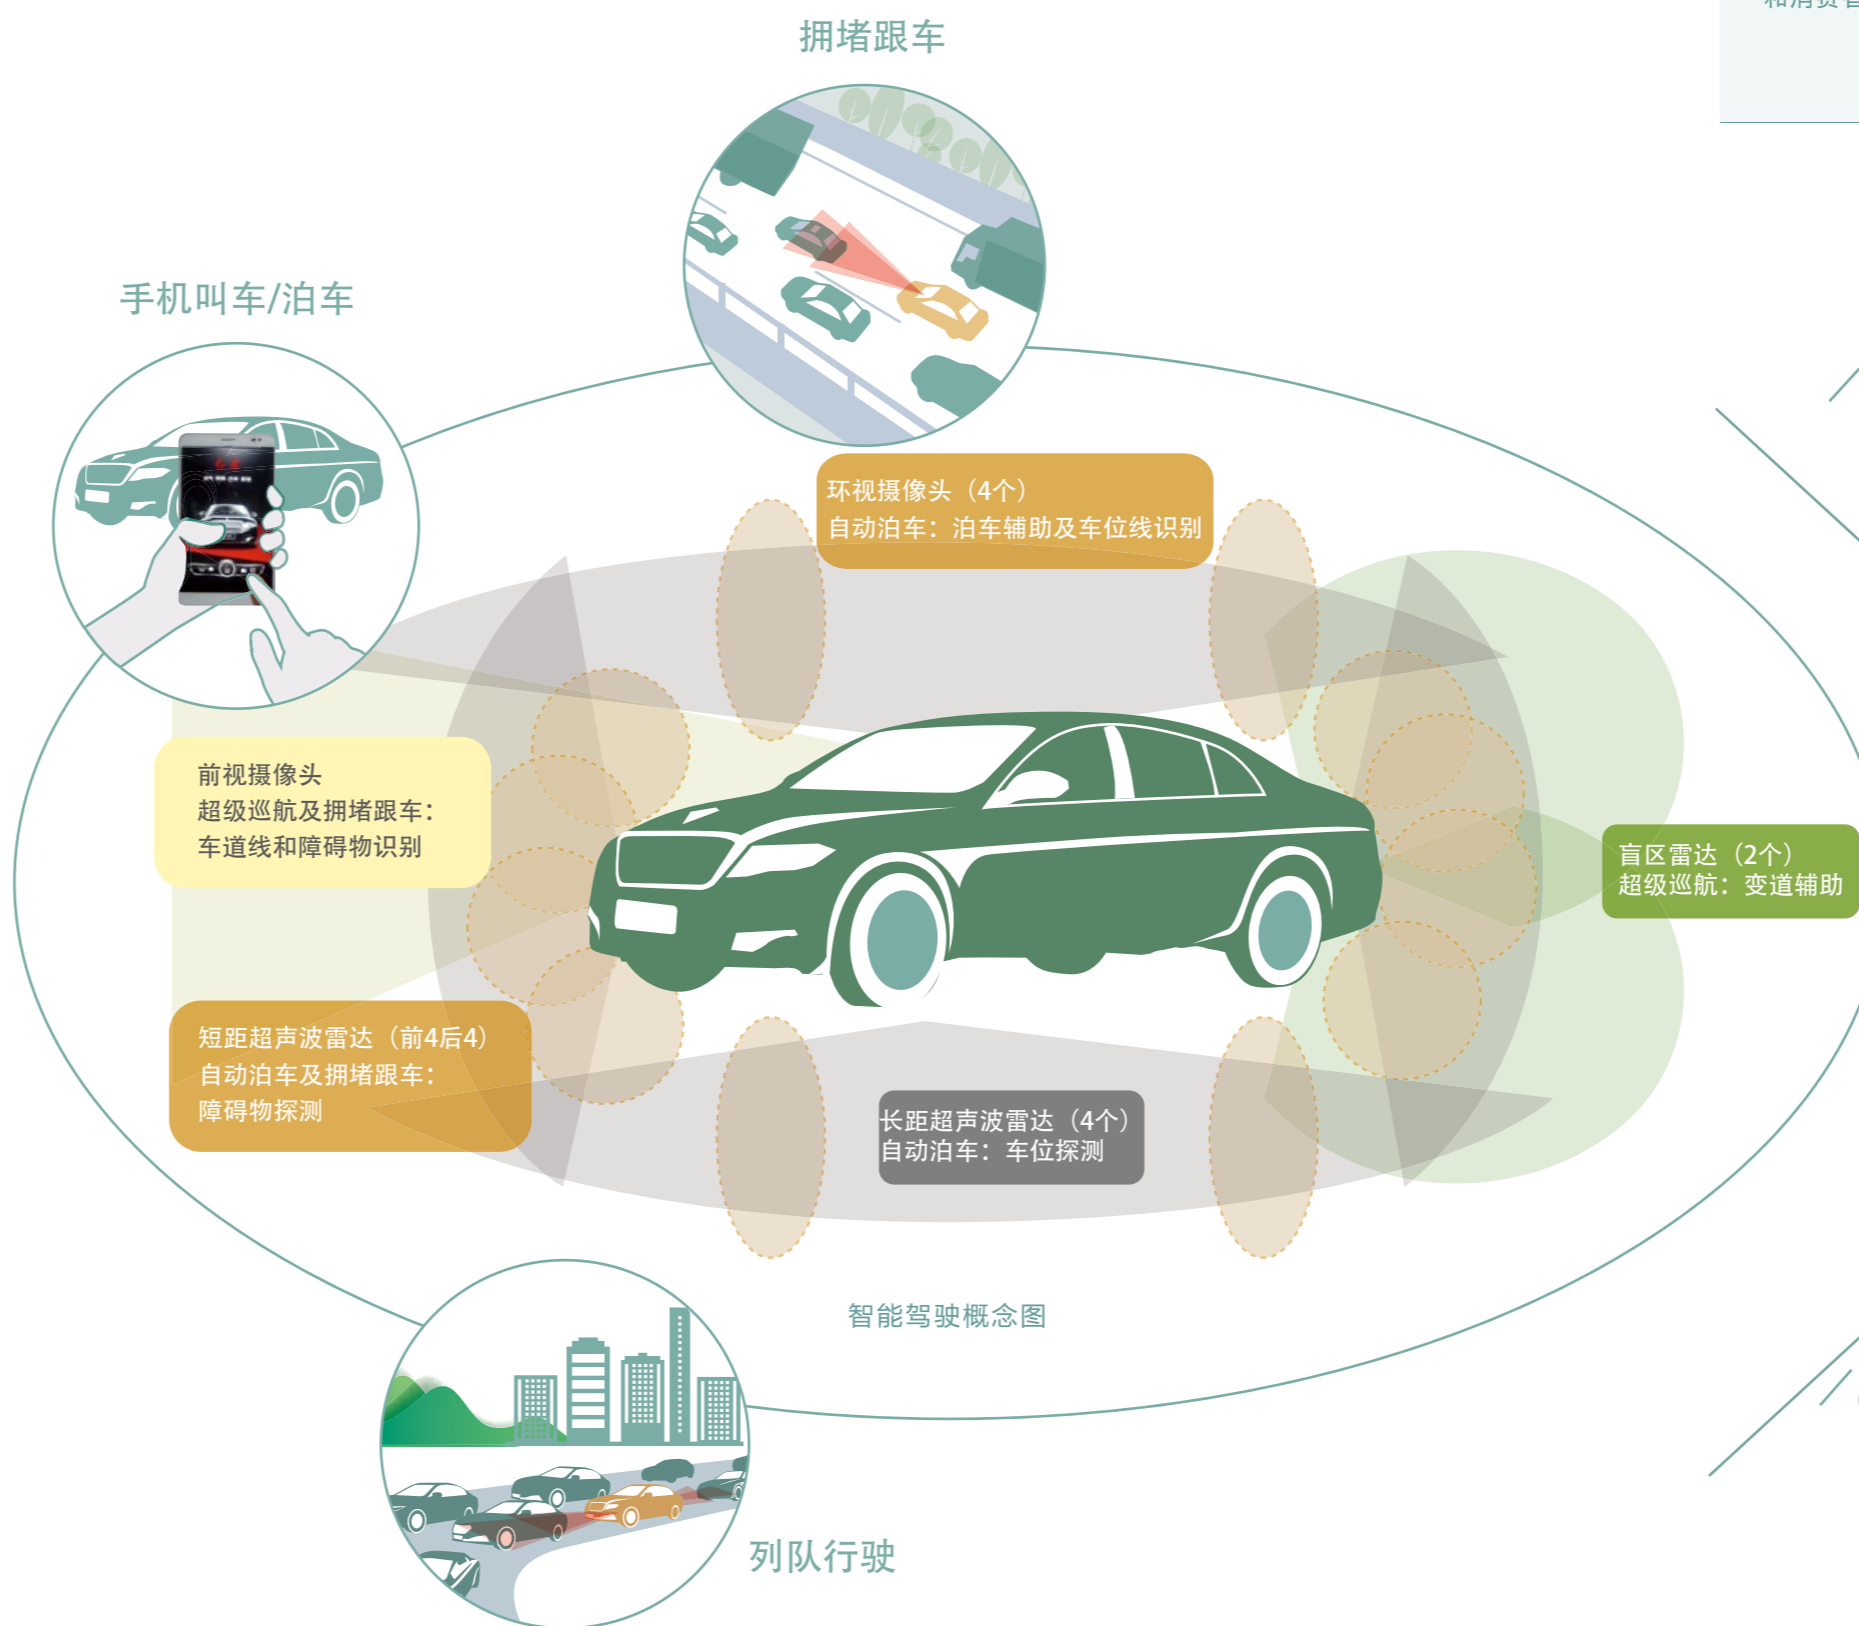 和消费者
拥堵跟车
手机叫车/泊车
环视摄像头（4个）
自动泊车：泊车辅助及车位线识别
前视摄像头
超级巡航及拥堵跟车：
车道线和障碍物识别
盲区雷达（2个）
超级巡航：变道辅助
短距超声波雷达（前4后4）
自动泊车及拥堵跟车：
障碍物探测
长距超声波雷达（4个）
自动泊车：车位探测
智能驾驶概念图
列队行驶